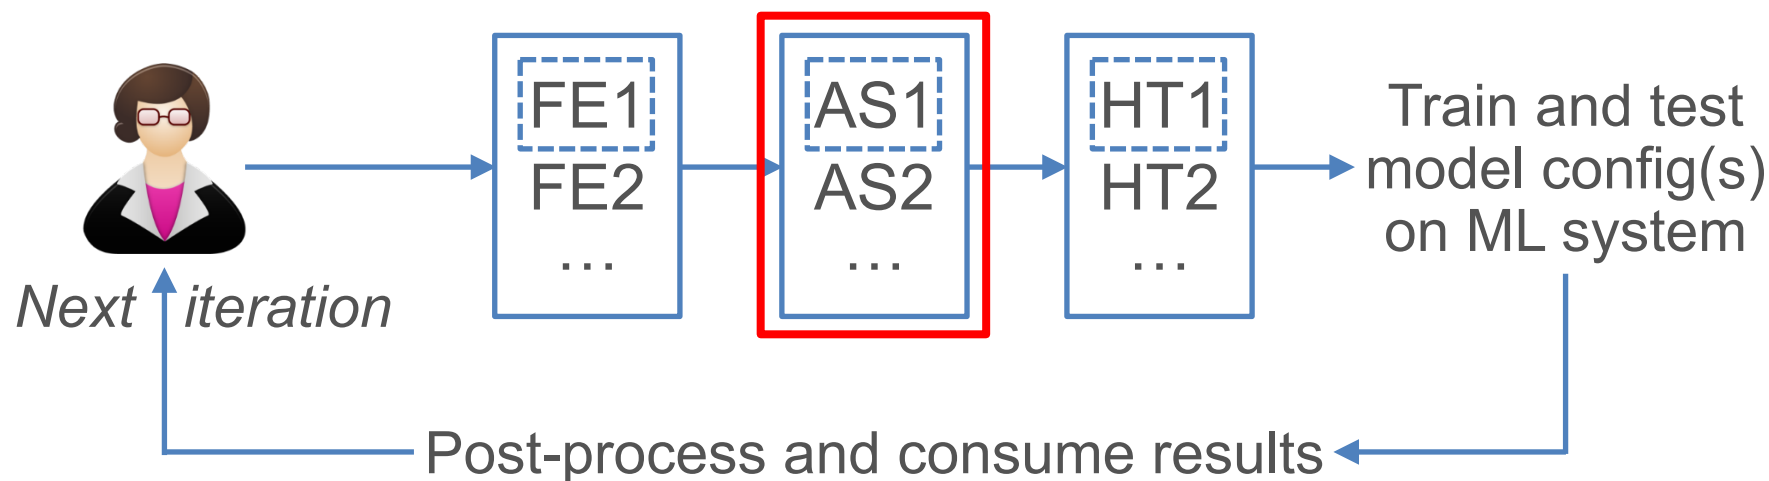 FE1
FE2
…
AS1
AS2
…
HT1
HT2
…
Train and test
model config(s)
on ML system
Next iteration
Post-process and consume results